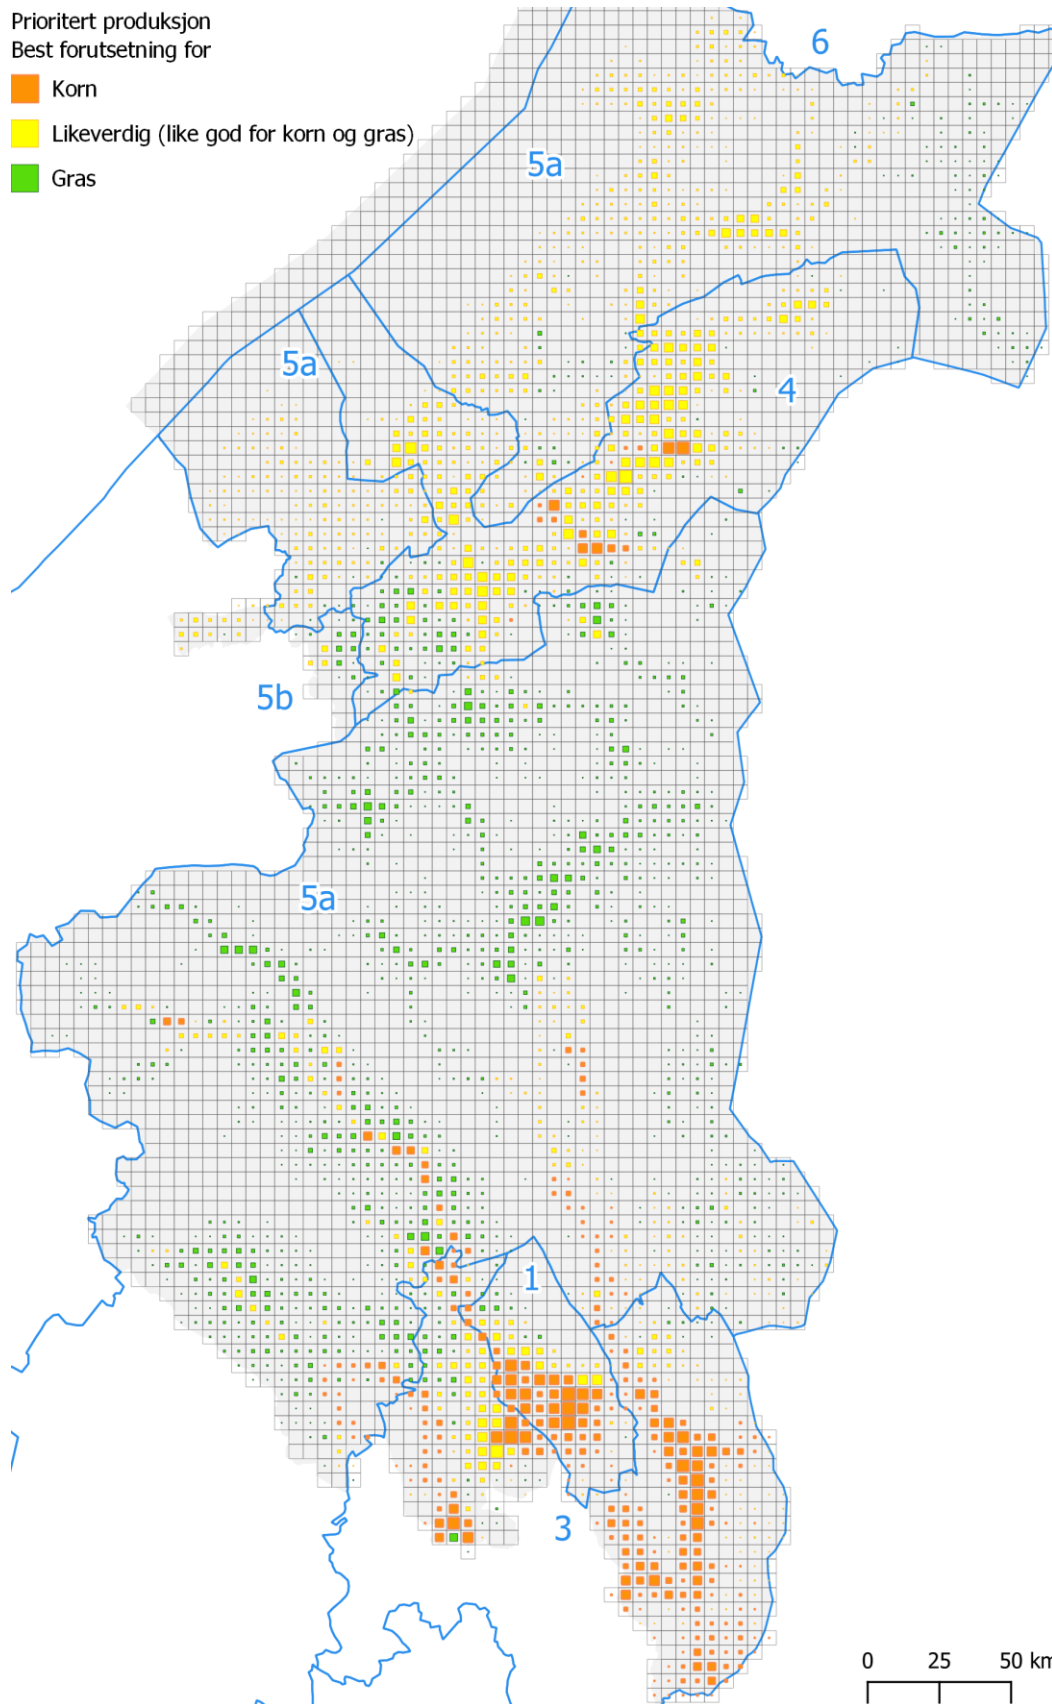 Prioritert produksjon
Best forutsetning for
Korn
Likeverdig (like god for korn og gras)
Gras
6
5a
5a
4
5b
5a
1
3
0 25 50 km